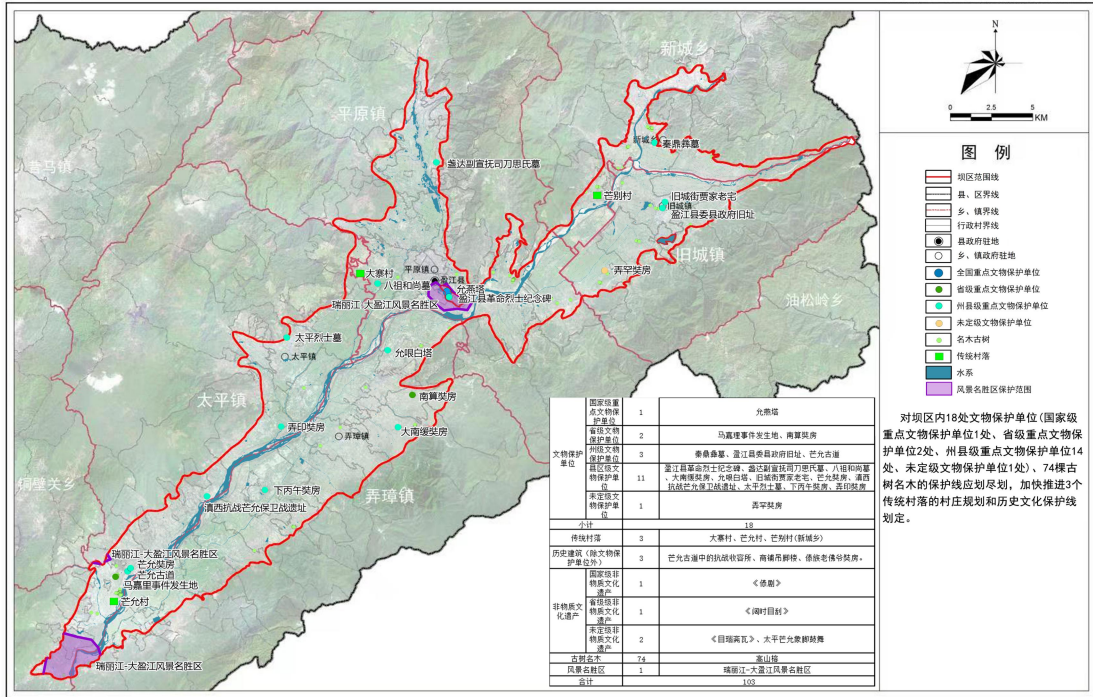 新城乡
平原镇
昔马镇
新城乡
秦鼎彝墓
盏达副宣抚司刀思氏墓
芒别村
旧城街贾家老宅
旧城镇
盈江县委县政府旧址
旧城镇
弄罕奘房
油松岭乡
大寨村
平原镇
盈江县
八祖和尚墓
允燕塔
盈江县革命烈士纪念碑
瑞丽江-大盈江风景名胜区
太平烈士墓
太平镇
允哏白塔
太平镇
南算奘房
弄印奘房
弄璋镇
大南缓奘房
铜壁关乡
下丙午奘房
弄璋镇
滇西抗战芒允保卫战遗址
瑞丽江-大盈江风景名胜区
芒允奘房
芒允古道
马嘉里事件发生地
芒允村
瑞丽江-大盈江风景名胜区
N
0 2.5 5
KM
图 例
坝区范围线
县、区界线
乡、镇界线
行政村界线
县政府驻地
乡、镇政府驻地
全国重点文物保护单位
省级重点文物保护单位
州县级重点文物保护单位
未定级文物保护单位
名木古树
传统村落
水系
风景名胜区保护范围
对坝区内18处文物保护单位(国家级
重点文物保护单位1处、省级重点文物保
护单位2处、州县级重点文物保护单位14
处、未定级文物保护单位1处)、74棵古
树名木的保护线应划尽划，加快推进3个
传统村落的村庄规划和历史文化保护线
划定。
文物保护
单位
国家级重
点文物保
护单位
1
允燕塔
省级文物
保护单位
2
马嘉理事件发生地、南算奘房
州级文物
保护单位
3
秦鼎彝墓、盈江县委县政府旧址、芒允古道
县区级文
物保护单
位
11
盈江县革命烈士纪念碑、盏达副宣抚司刀思氏墓、八祖和尚墓
、大南缓奘房、允哏白塔、旧城街贾家老宅、芒允奘房、滇西
抗战芒允保卫战遗址、太平烈士墓、下丙午奘房、弄印奘房
未定级文
物保护单
位
1
弄罕奘房
小计
18
传统村落
3
大寨村、芒允村、芒别村(新城乡)
历史建筑（除文物保
护单位外）
3
芒允古道中的抗战收容所、商铺吊脚楼、傣族老佛爷奘房。
非物质文
化遗产
国家级非
物质文化
遗产
1
《傣剧》
省级级非
物质文化
遗产
1
《阔时目刮》
未定级非
物质文化
遗产
2
《目瑙斋瓦》、太平芒允象脚鼓舞
古树名木
74
高山榕
风景名胜区
1
瑞丽江-大盈江风景名胜区
合计
103